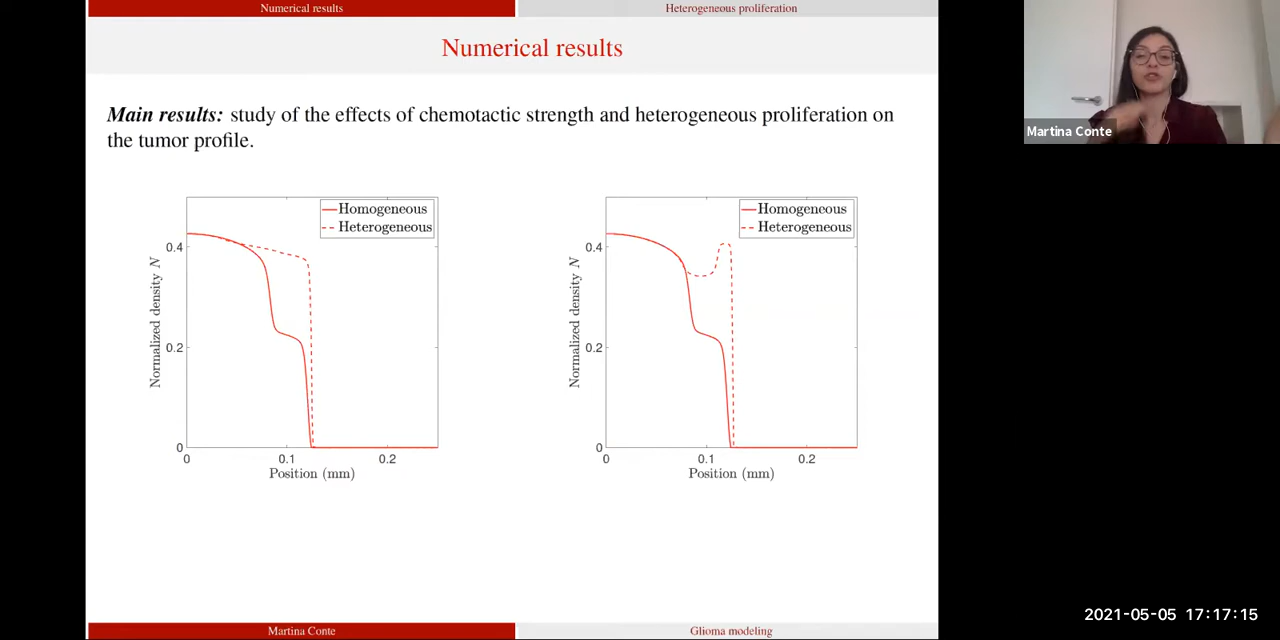 Numerical results
Heterogeneous proliferation
Numerical results
Main results: study of the effects of chemotactic strength and heterogeneous proliferation on
the tumor profile.
Homogeneous
Heterogeneous
0.4
0.2
0
Normalized density N
0
0.1
0.2
Position (mm)
Homogeneous
Heterogeneous
0.4
0.2
0
Normalized density N
0
0.1
0.2
Position (mm)
Martina Conte
Glioma modeling
Martina Conte
2021-05-05 17:17:15